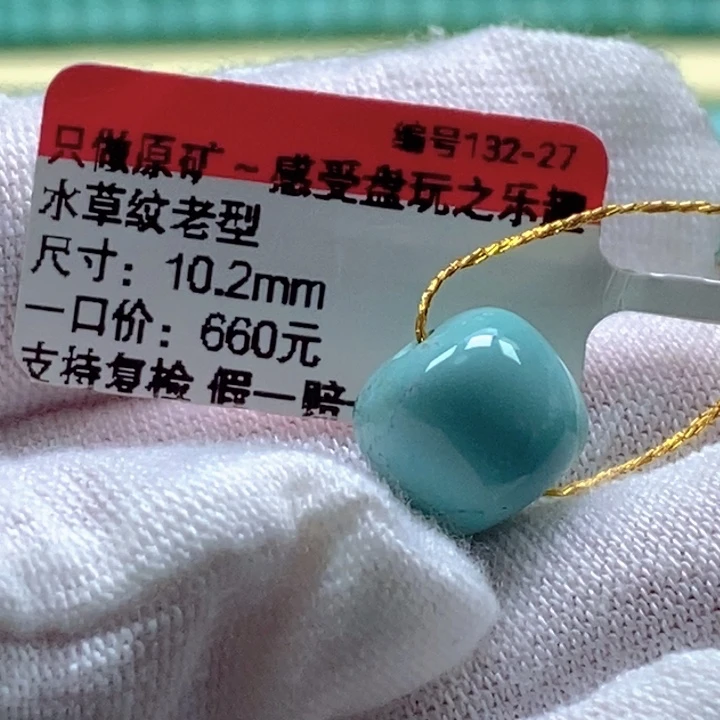 编号132-27
只做原矿~感受盘玩之乐趣
水草纹老型
尺寸：10.2mm
一口价：660元
支持复检 假一赔